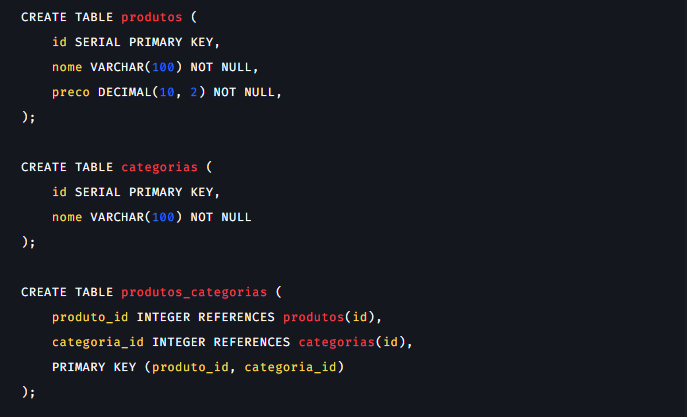 CREATE TABLE produtos (
    id SERIAL PRIMARY KEY,
    nome VARCHAR(100) NOT NULL,
    preco DECIMAL(10, 2) NOT NULL,
);

CREATE TABLE categorias (
    id SERIAL PRIMARY KEY,
    nome VARCHAR(100) NOT NULL
);

CREATE TABLE produtos_categorias (
    produto_id INTEGER REFERENCES produtos(id),
    categoria_id INTEGER REFERENCES categorias(id),
    PRIMARY KEY (produto_id, categoria_id)
);